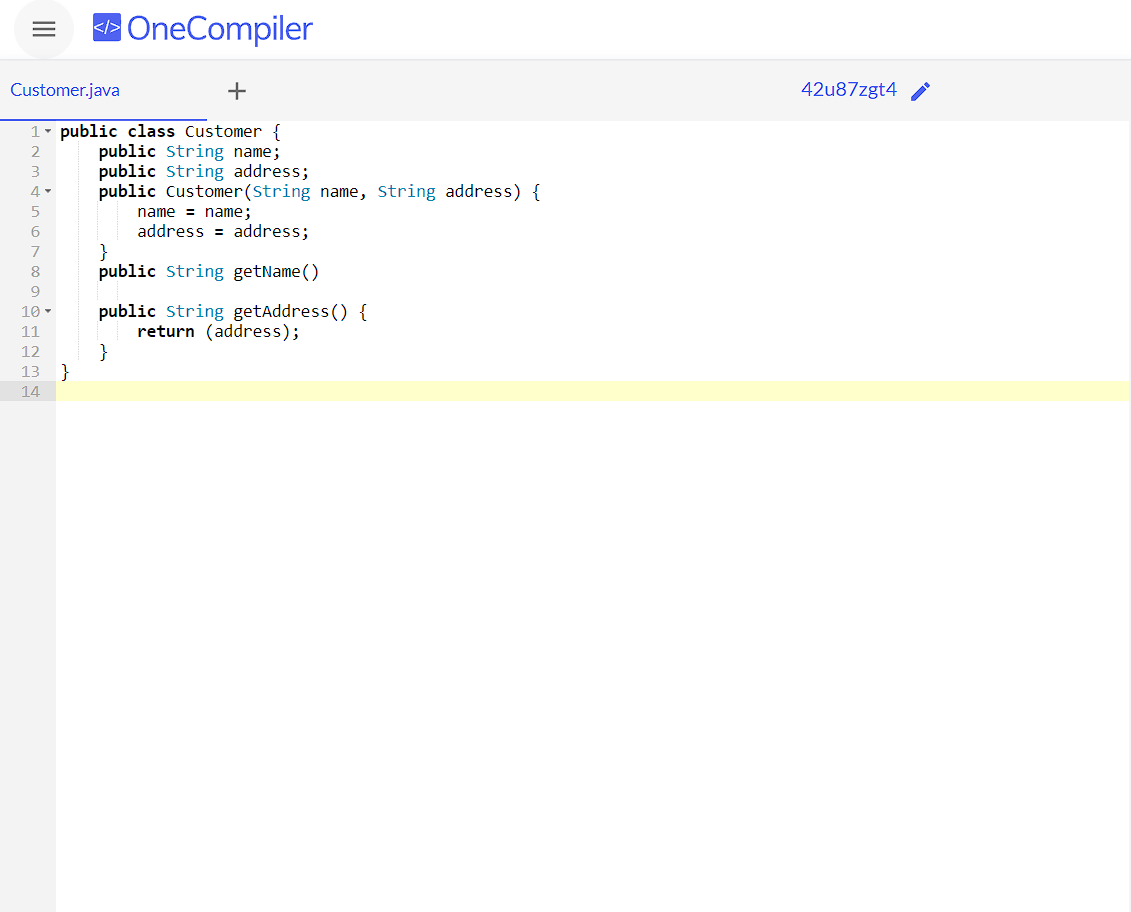 </> OneCompiler
Customer.java + 42u87zgt4
1 public class Customer {
2     public String name;
3     public String address;
4     public Customer(String name, String address) {
5         name = name;
6         address = address;
7     }
8     public String getName()
9
10     public String getAddress() {
11         return (address);
12     }
13 }
14